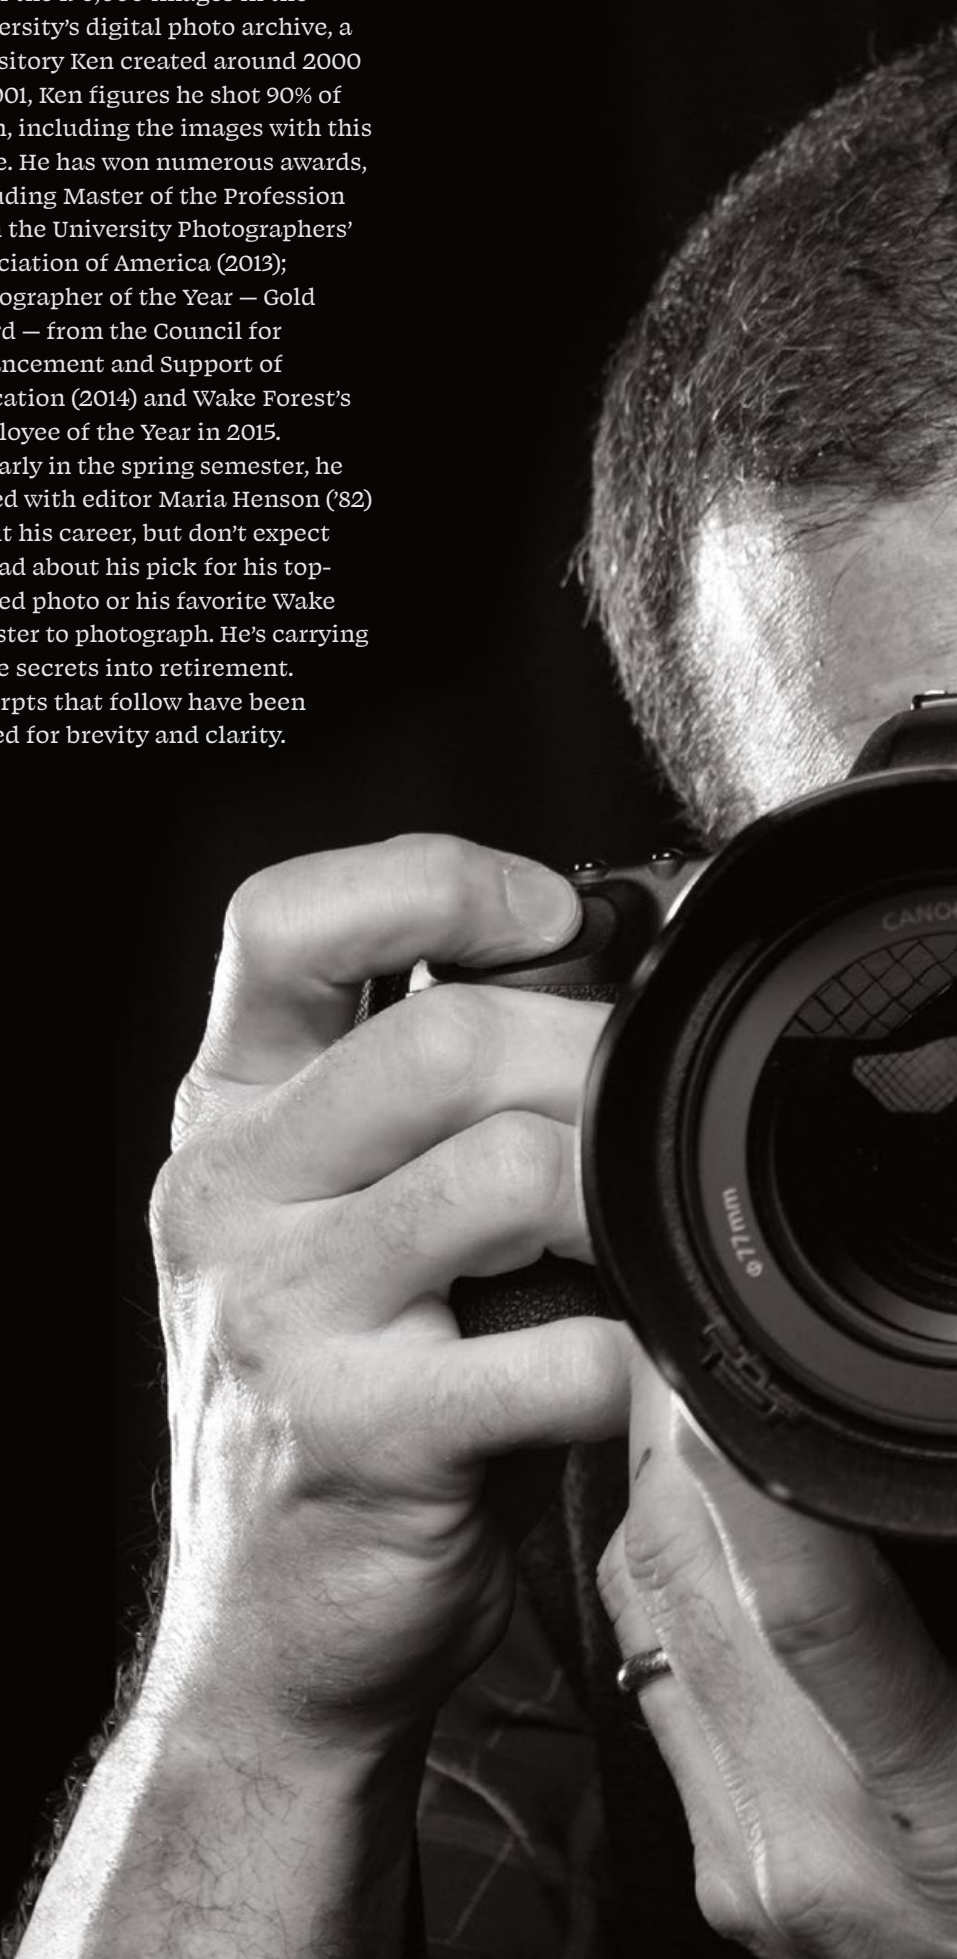 ersity’s digital photo archive, a
sitory Ken created around 2000
001, Ken figures he shot 90% of
, including the images with this
e. He has won numerous awards,
uding Master of the Profession
the University Photographers’
ciation of America (2013);
ographer of the Year — Gold
rd — from the Council for
ancement and Support of
cation (2014) and Wake Forest’s
loyee of the Year in 2015.
arly in the spring semester, he
ed with editor Maria Henson (’82)
t his career, but don’t expect
ad about his pick for his top-
ed photo or his favorite Wake
ster to photograph. He’s carrying
e secrets into retirement.
rpts that follow have been
ed for brevity and clarity.
CANO
Φ77mm